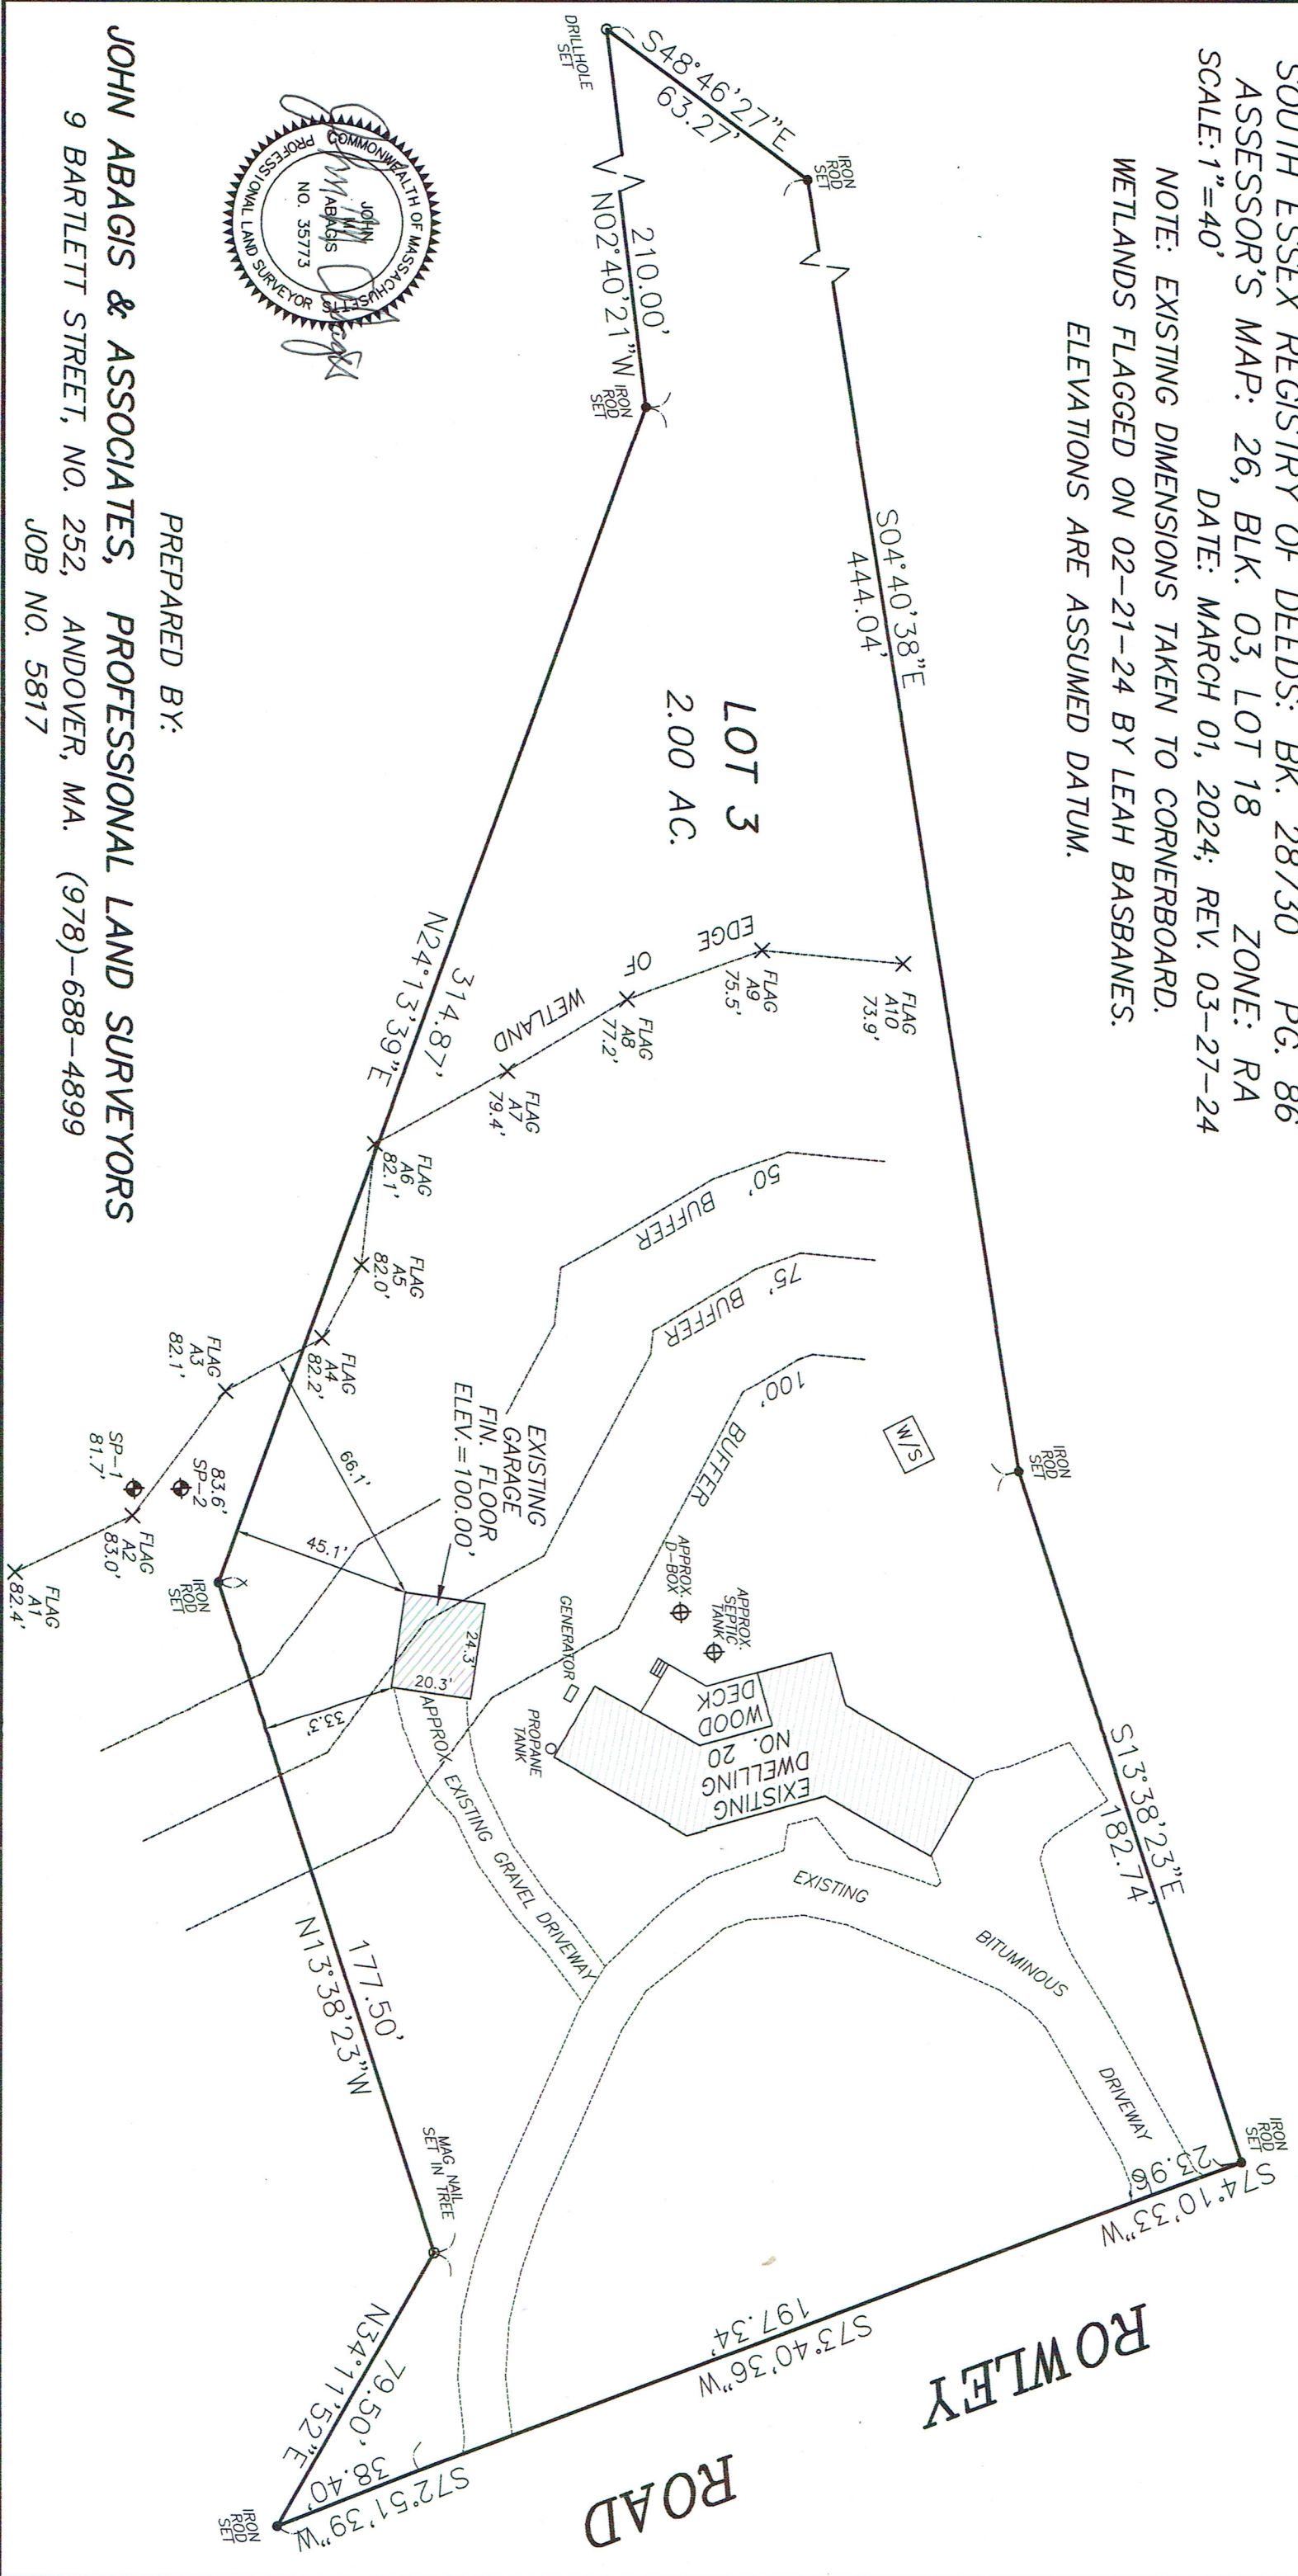 SOUTH ESSEX REGISTRY OF DEEDS: BK. 28730 PG. 86
ASSESSOR'S MAP: 26, BLK. 03, LOT 18 ZONE: RA
SCALE:1"=40' DATE: MARCH 01, 2024; REV. 03-27-24
NOTE: EXISTING DIMENSIONS TAKEN TO CORNERBOARD.
WETLANDS FLAGGED ON 02-21-24 BY LEAH BASBANES.
ELEVATIONS ARE ASSUMED DATUM.
DRILLHOLE
SET
S48°46'27"E
63.27'
IRON
ROD
SET
210.00'
N02°40'21"W
IRON
ROD
SET
S04°40'38"E
444.04'
LOT 3
2.00 AC.
N24°13'39"E
314.87'
EDGE
OF
WETLAND
FLAG
A10
73.9'
FLAG
A9
75.5'
FLAG
A8
77.2'
FLAG
A7
79.4'
FLAG
A6
82.1'
FLAG
A5
82.0'
FLAG
A4
82.2'
FLAG
A3
82.1'
FLAG
A2
83.0'
FLAG
A1
82.4'
SP-1
81.7'
83.6'
SP-2
50' BUFFER
75' BUFFER
100' BUFFER
W/S
IRON
ROD
SET
66.1'
45.1'
33.3'
EXISTING
GARAGE
FIN. FLOOR
ELEV.=100.00'
24.3'
20.3'
IRON
ROD
SET
APPROX.
D-BOX
APPROX.
SEPTIC
TANK
GENERATOR
PROPANE
TANK
WOOD
DECK
EXISTING
DWELLING
NO. 20
APPROX. EXISTING GRAVEL DRIVEWAY
EXISTING BITUMINOUS DRIVEWAY
S13°38'23"E
182.74'
IRON
ROD
SET
S74°10'33"W
23.96'
S73°40'36"W
197.34'
S72°51'39"W
38.40'
177.50'
N13°38'23"W
MAG NAIL
SET IN TREE
79.50'
N34°11'52"E
IRON
ROD
SET
ROWLEY ROAD
COMMONWEALTH OF MASSACHUSETTS
JOHN
M.
ABAGIS
NO. 35773
PROFESSIONAL LAND SURVEYOR
PREPARED BY:
JOHN ABAGIS & ASSOCIATES, PROFESSIONAL LAND SURVEYORS
9 BARTLETT STREET, NO. 252, ANDOVER, MA. (978)-688-4899
JOB NO. 5817